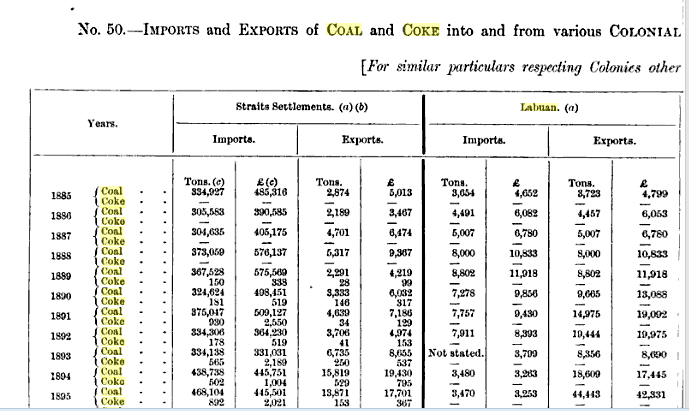 No. 50.—IMPORTS and EXPORTS of COAL and COKE into and from various COLONIAL
[For similar particulars respecting Colonies other
Years. Straits Settlements. (a)(b) Labuan. (a)
Imports. Exports. Imports. Exports.
Tons. (c) £ (c) Tons. £ Tons. £ Tons. £
1885 { Coal - - 334,927 485,316 2,874 5,013 3,654 4,652 3,723 4,799
Coke - - — — — — — — — —
1886 { Coal - - 305,583 390,585 2,189 3,467 4,491 6,082 4,457 6,053
Coke - - — — — — — — — —
1887 { Coal - - 304,635 405,175 4,701 6,474 5,007 6,780 5,007 6,780
Coke - - — — — — — — — —
1888 { Coal - - 373,059 576,137 5,317 9,367 8,000 10,833 8,000 10,833
Coke - - — — — — — — — —
1889 { Coal - - 367,528 575,569 2,291 4,219 8,802 11,918 8,802 11,918
Coke - - 150 338 28 99 — — — —
1890 { Coal - - 324,624 498,451 3,333 6,032 7,278 9,856 9,665 13,088
Coke - - 181 519 146 317 — — — —
1891 { Coal - - 375,047 509,127 4,639 7,186 7,757 9,430 14,975 19,092
Coke - - 930 2,550 34 129 — — — —
1892 { Coal - - 334,306 364,230 3,706 4,974 7,911 8,393 19,444 19,975
Coke - - 178 519 41 153 — — — —
1893 { Coal - - 334,138 331,031 6,735 8,655 Not stated. 3,799 8,356 8,690
Coke - - 565 2,189 250 537 — — — —
1894 { Coal - - 438,738 445,751 15,819 19,430 3,480 3,263 18,609 17,445
Coke - - 502 1,004 529 795 — — — —
1895 { Coal - - 468,104 445,501 13,871 17,701 3,470 3,253 44,443 42,331
Coke - - 892 2,021 153 367 — — — —